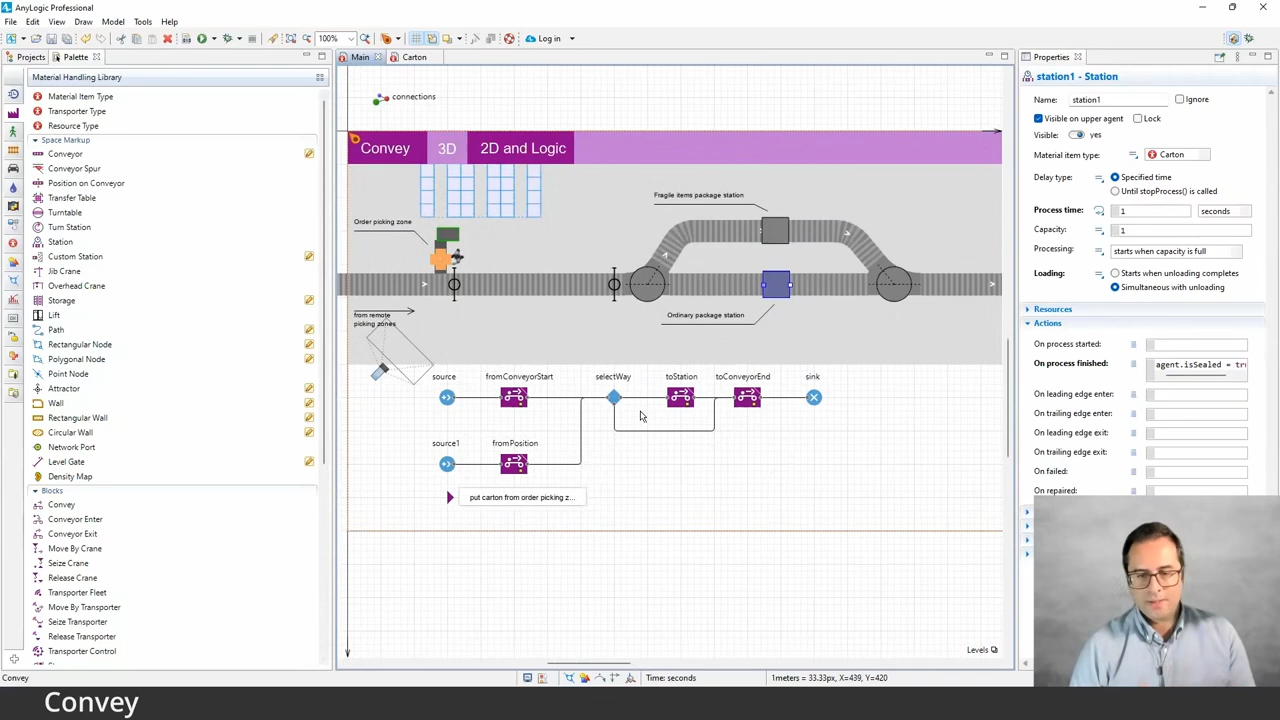 AnyLogic Professional
File Edit View Draw Model Tools Help
100%
Log in
Projects
Palette
Main
Carton
Properties
Material Handling Library
Material Item Type
Transporter Type
Resource Type
Space Markup
Conveyor
Conveyor Spur
Position on Conveyor
Transfer Table
Turntable
Turn Station
Station
Custom Station
Jib Crane
Overhead Crane
Storage
Lift
Path
Rectangular Node
Polygonal Node
Point Node
Attractor
Wall
Rectangular Wall
Circular Wall
Network Port
Level Gate
Density Map
Blocks
Convey
Conveyor Enter
Conveyor Exit
Move By Crane
Seize Crane
Release Crane
Transporter Fleet
Move By Transporter
Seize Transporter
Release Transporter
Transporter Control
connections
Convey
3D
2D and Logic
Order picking zone
Fragile items package station
Ordinary package station
from remote
picking zones
source
fromConveyorStart
selectWay
toStation
toConveyorEnd
sink
source1
fromPosition
put carton from order picking z...
Levels
station1 - Station
Name: station1 Ignore
Visible on upper agent Lock
Visible: yes
Material item type: Carton
Delay type: Specified time
Until stopProcess() is called
Process time: 1 seconds
Capacity: 1
Processing: starts when capacity is full
Loading: Starts when unloading completes
Simultaneous with unloading
Resources
Actions
On process started:
On process finished: agent.isSealed = tru
On leading edge enter:
On trailing edge enter:
On leading edge exit:
On trailing edge exit:
On failed:
On repaired:
Convey
Time: seconds
1meters = 33.33px, X=439, Y=420
Convey